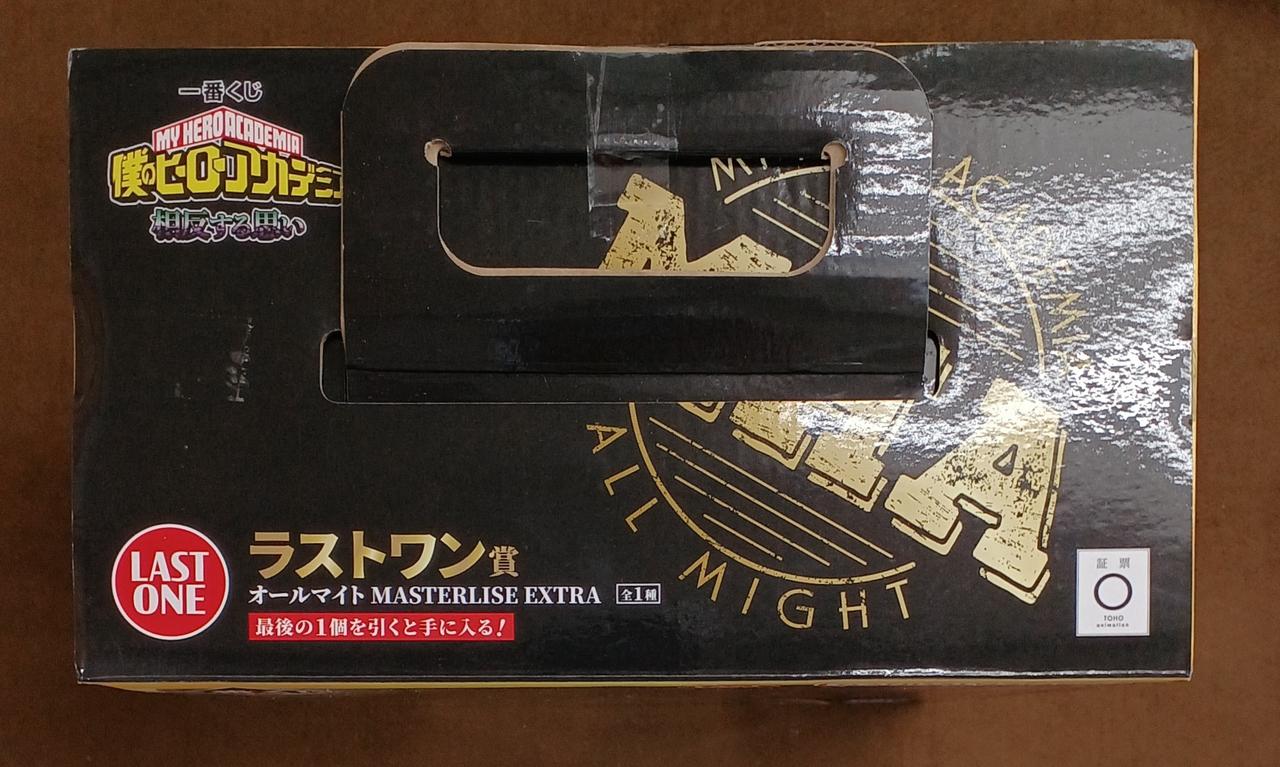 一番くじ
MY HERO ACADEMIA
僕のヒーローアカデミ
相反する思い
ACADEMIA
ALL MIGHT
LAST
ONE
ラストワン賞
オールマイト MASTERLISE EXTRA 全1種
最後の1個を引くと手に入る!
証票
TOHO
animation